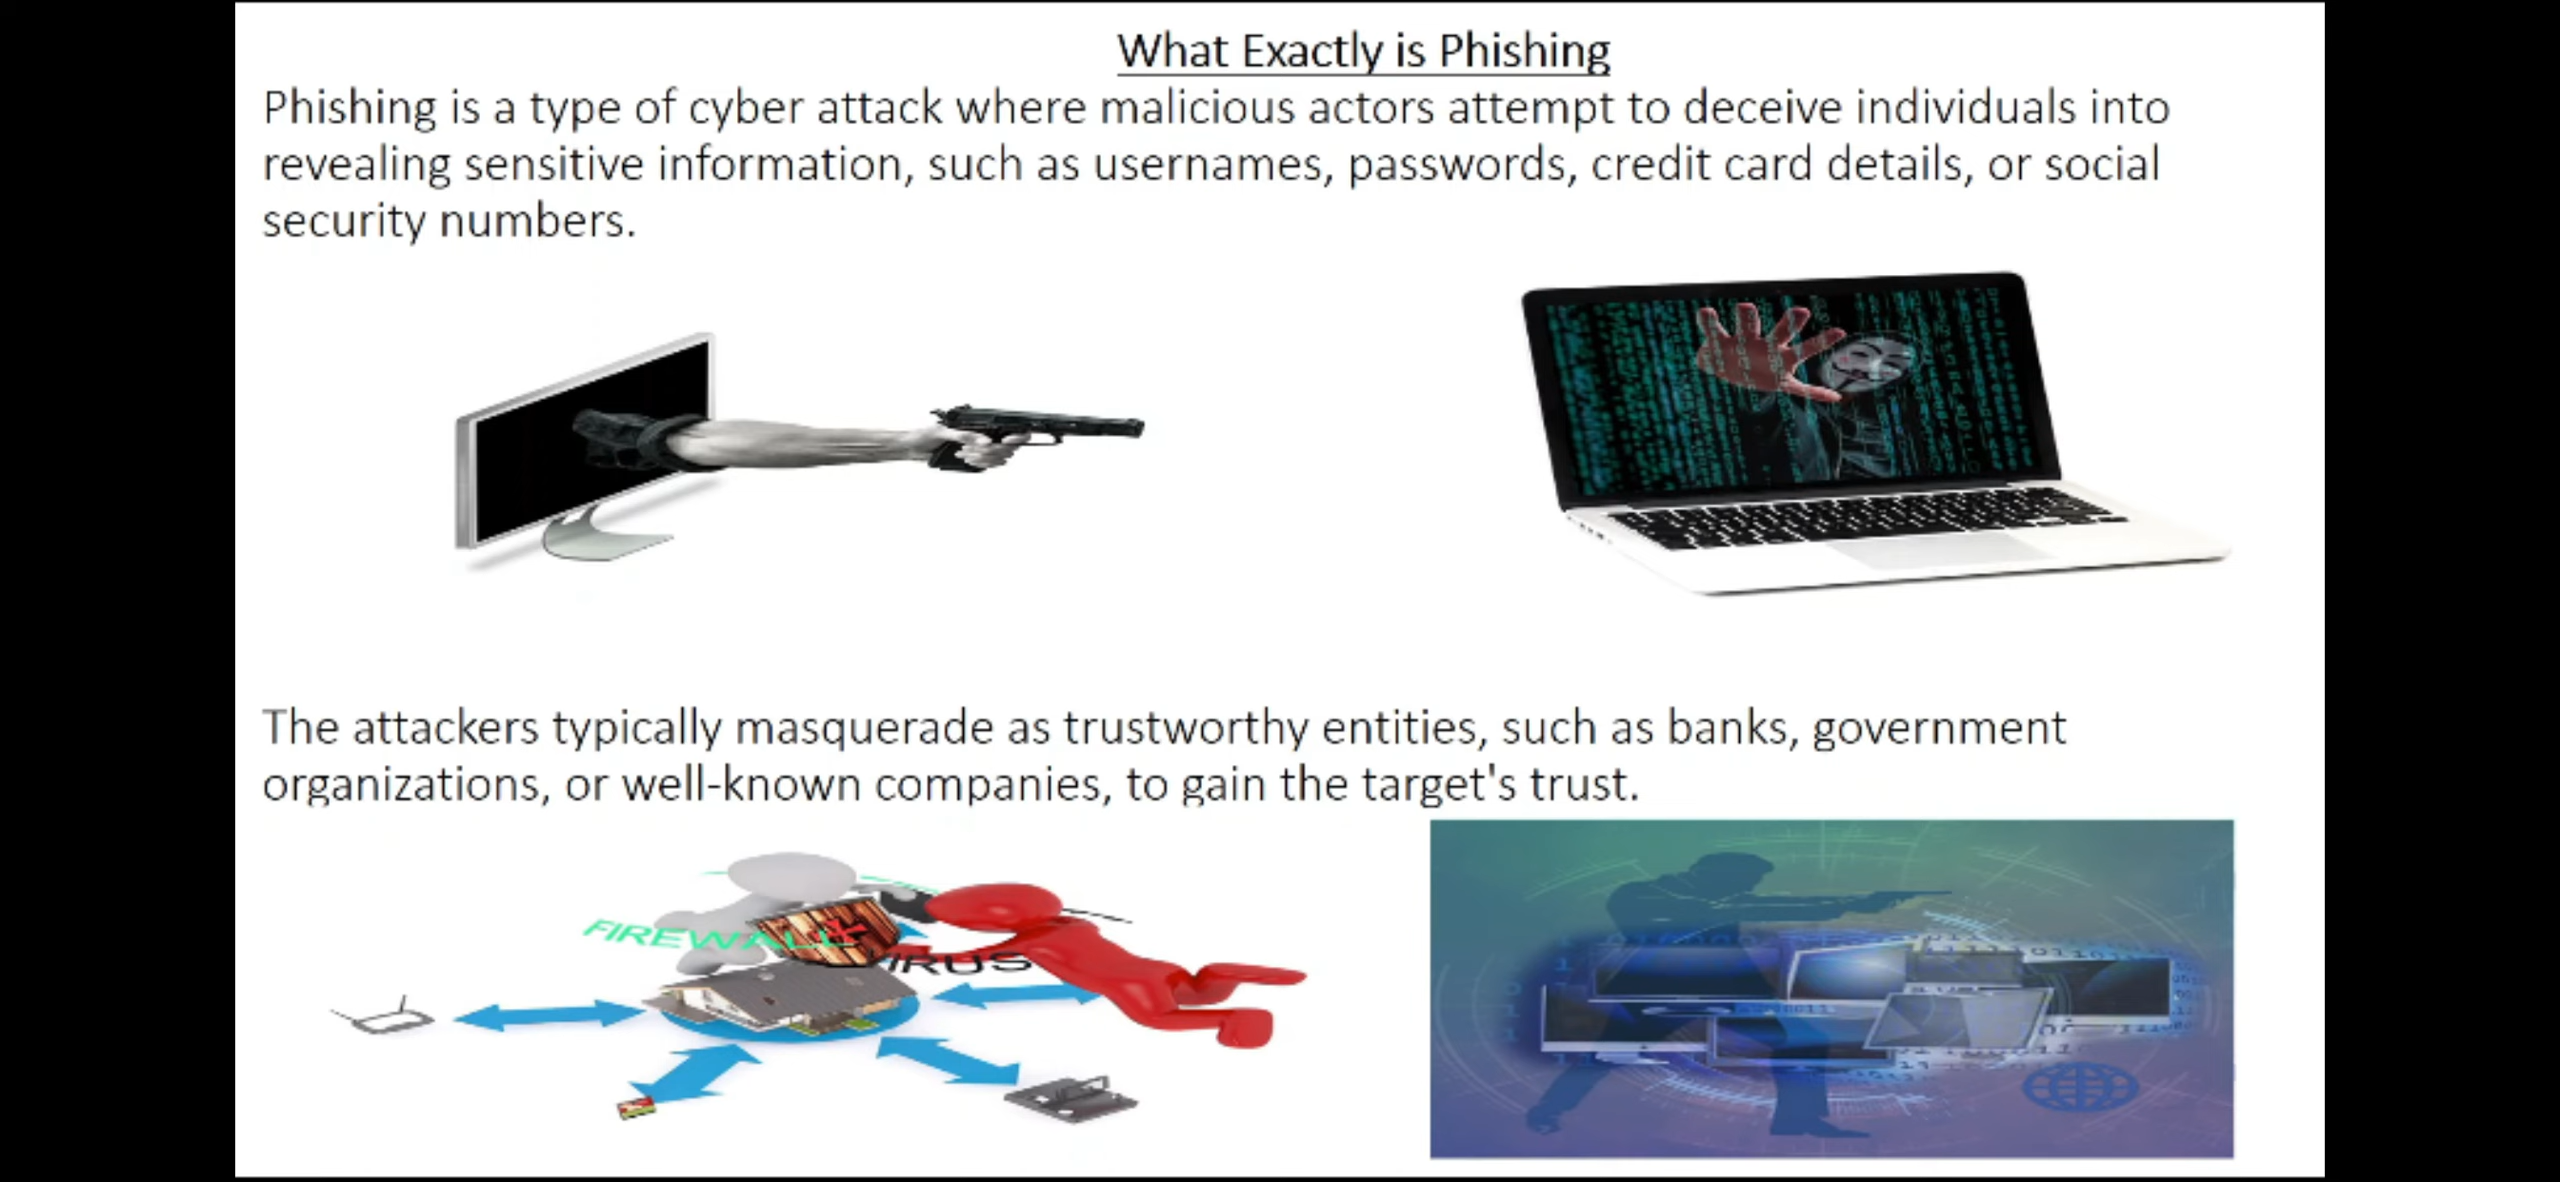 What Exactly is Phishing
Phishing is a type of cyber attack where malicious actors attempt to deceive individuals into
revealing sensitive information, such as usernames, passwords, credit card details, or social
security numbers.
The attackers typically masquerade as trustworthy entities, such as banks, government
organizations, or well-known companies, to gain the target's trust.
FIREWALL
IRUS